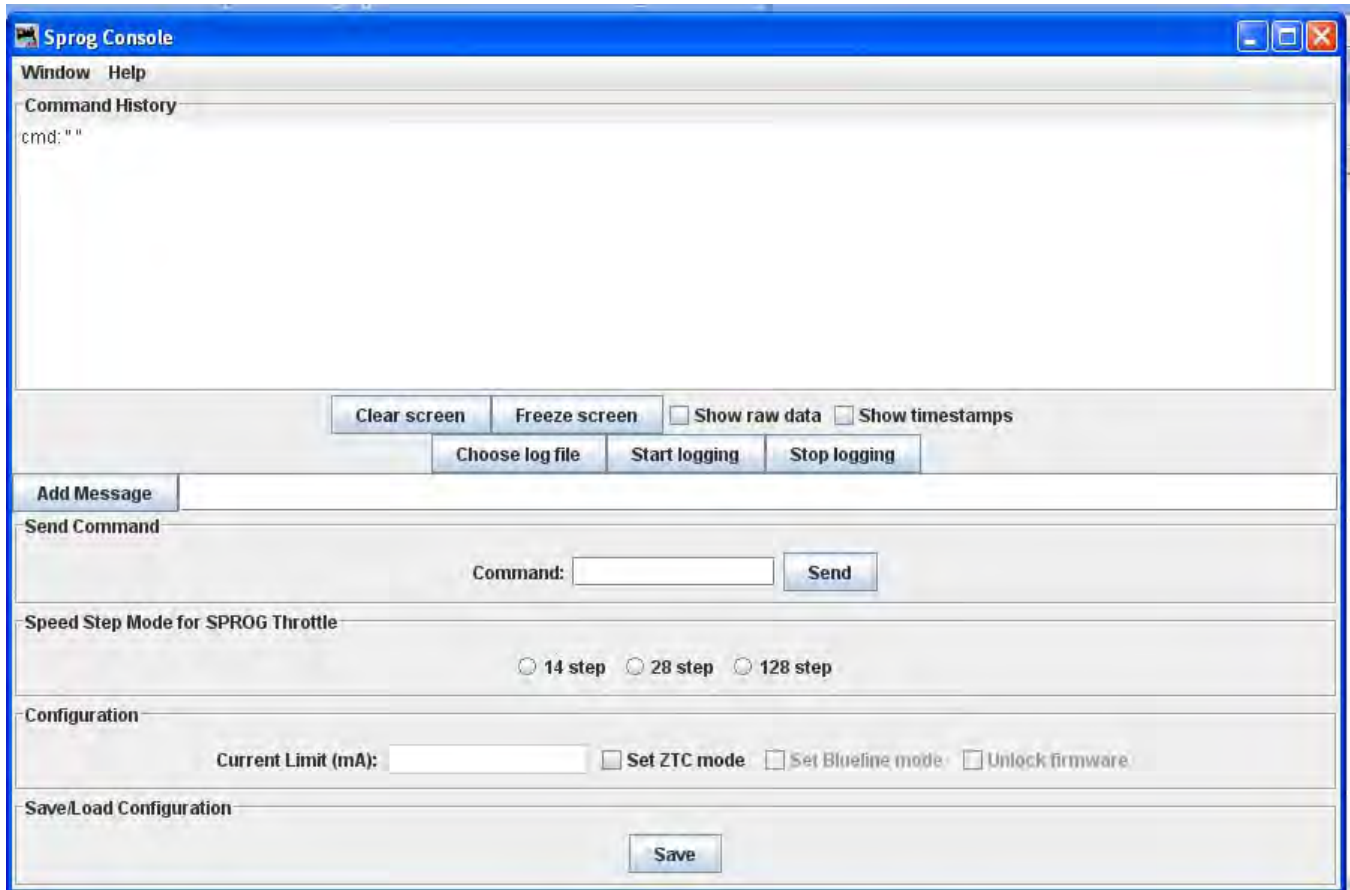 Sprog Console
Window Help
Command History
cmd: " "
Clear screen Freeze screen Show raw data Show timestamps
Choose log file Start logging Stop logging
Add Message
Send Command
Command: Send
Speed Step Mode for SPROG Throttle
14 step 28 step 128 step
Configuration
Current Limit (mA): Set ZTC mode Set Blueline mode Unlock firmware
Save/Load Configuration
Save